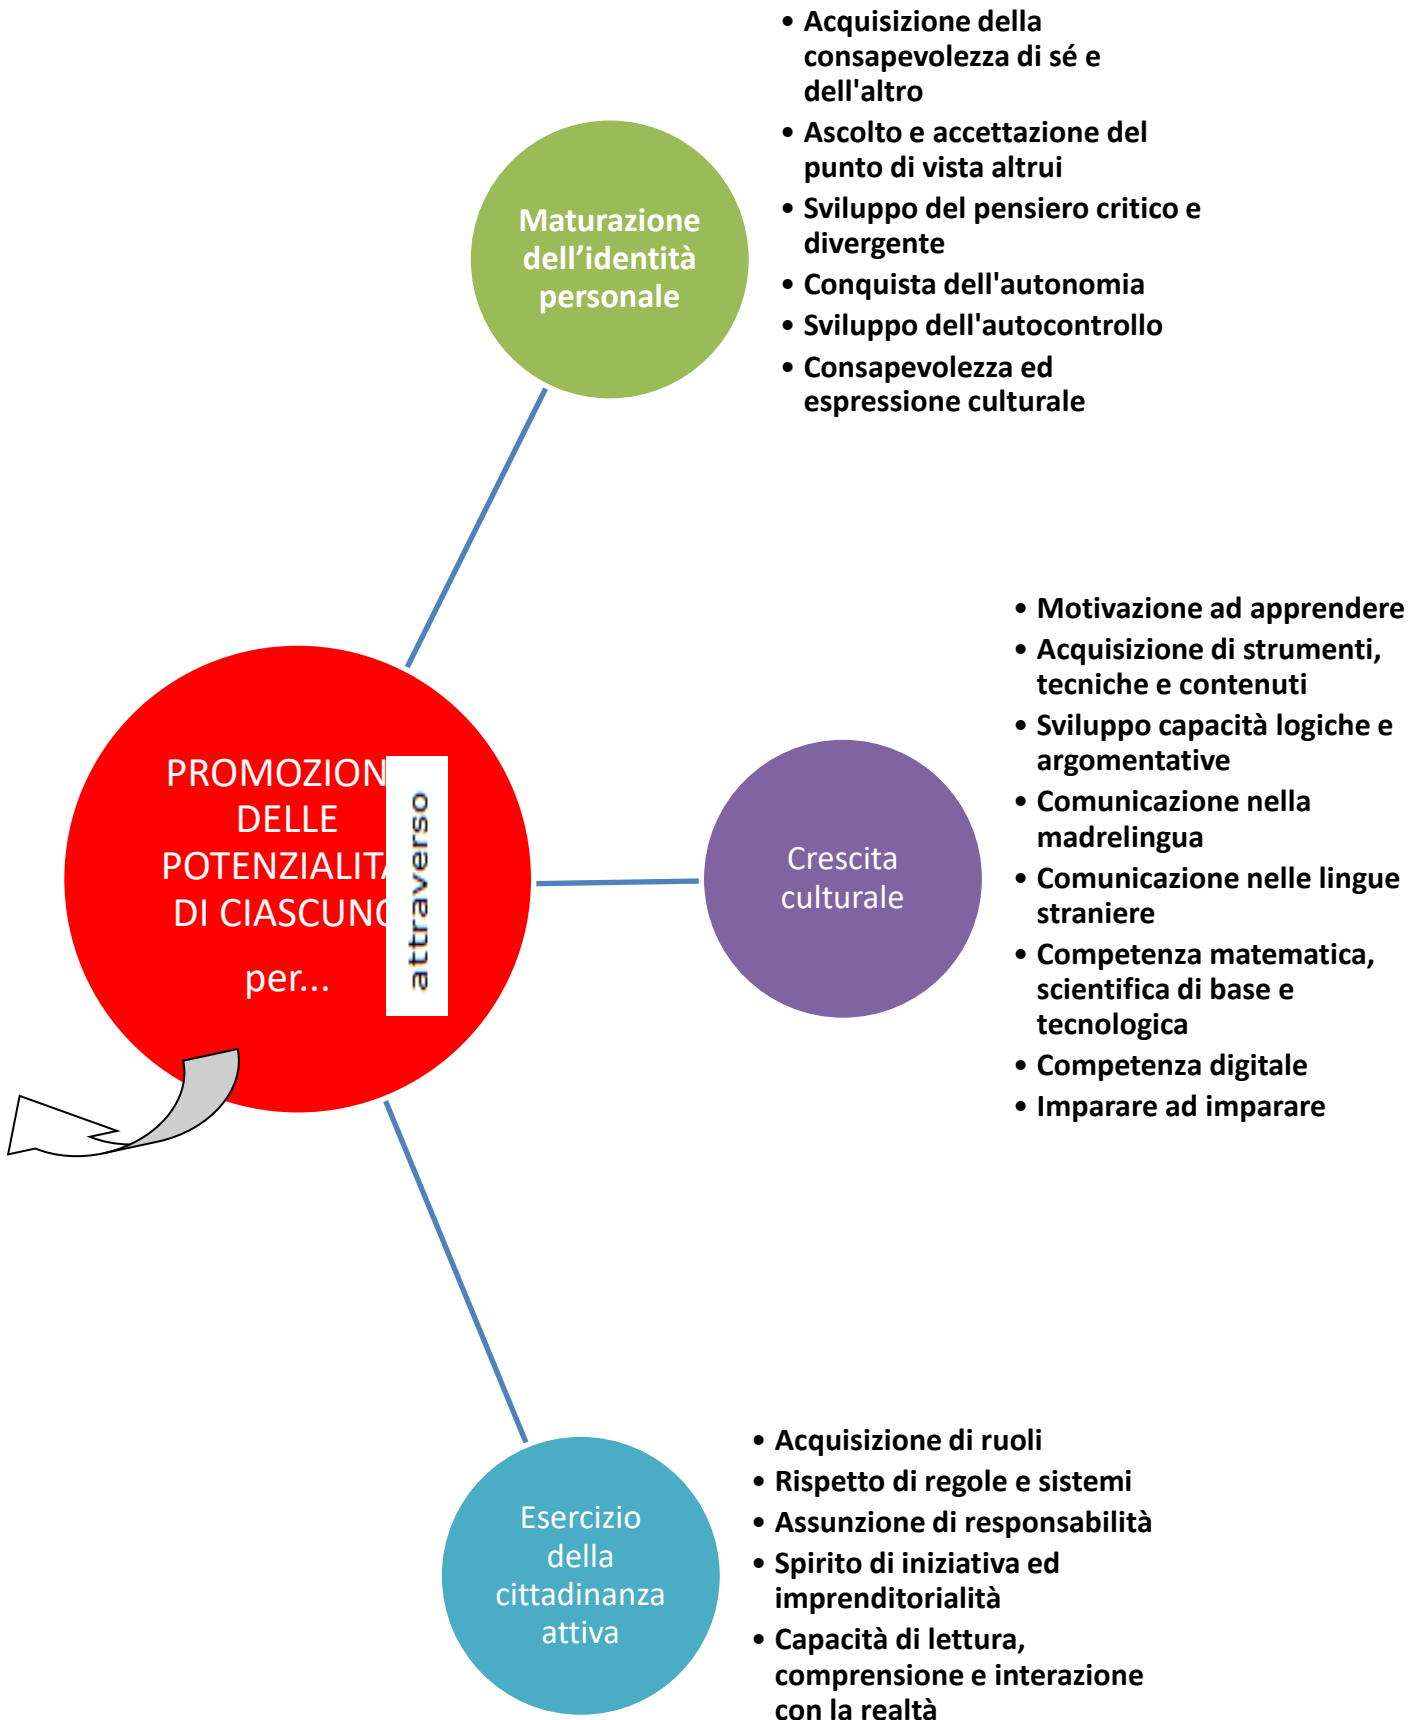 • Acquisizione della
consapevolezza di sé e
dell'altro
• Ascolto e accettazione del
punto di vista altrui
• Sviluppo del pensiero critico e
divergente
• Conquista dell'autonomia
• Sviluppo dell'autocontrollo
• Consapevolezza ed
espressione culturale
Maturazione
dell’identità
personale
PROMOZION
DELLE
POTENZIALITA
DI CIASCUNO
per...
attraverso
Crescita
culturale
• Motivazione ad apprendere
• Acquisizione di strumenti,
tecniche e contenuti
• Sviluppo capacità logiche e
argomentative
• Comunicazione nella
madrelingua
• Comunicazione nelle lingue
straniere
• Competenza matematica,
scientifica di base e
tecnologica
• Competenza digitale
• Imparare ad imparare
Esercizio
della
cittadinanza
attiva
• Acquisizione di ruoli
• Rispetto di regole e sistemi
• Assunzione di responsabilità
• Spirito di iniziativa ed
imprenditorialità
• Capacità di lettura,
comprensione e interazione
con la realtà